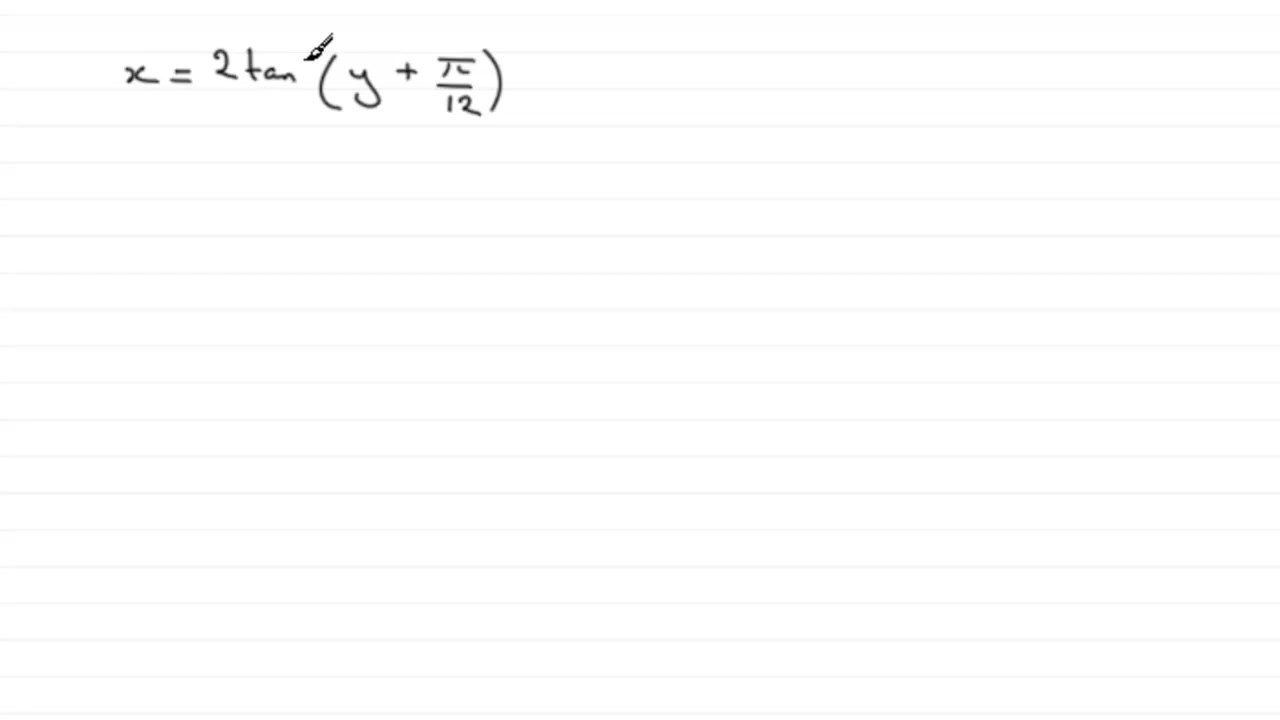 x = 2 tan (y + π/12)